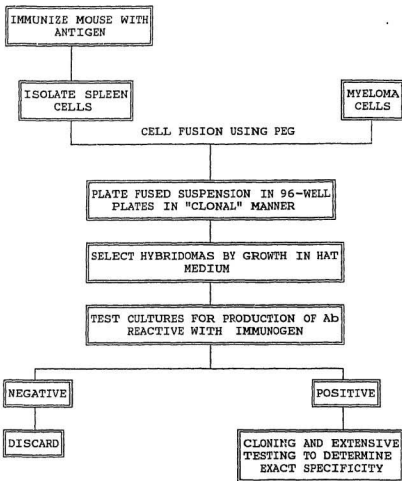 IMMUNIZE MOUSE WITH
ANTIGEN
ISOLATE SPLEEN
CELLS
MYELOMA
CELLS
CELL FUSION USING PEG
PLATE FUSED SUSPENSION IN 96-WELL
PLATES IN "CLONAL" MANNER
SELECT HYBRIDOMAS BY GROWTH IN HAT
MEDIUM
TEST CULTURES FOR PRODUCTION OF Ab
REACTIVE WITH IMMUNOGEN
NEGATIVE
POSITIVE
DISCARD
CLONING AND EXTENSIVE
TESTING TO DETERMINE
EXACT SPECIFICITY